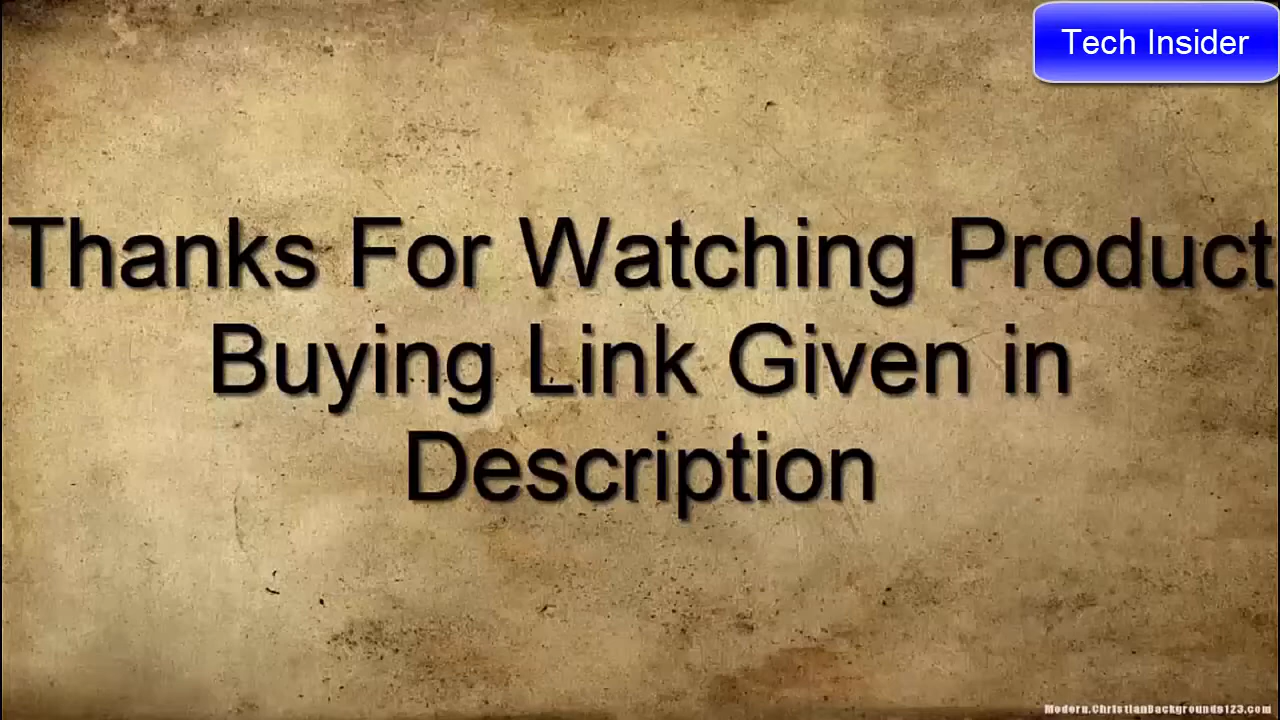 Tech Insider
Thanks For Watching Product
Buying Link Given in
Description
Modern.ChristianBackgrounds123.com